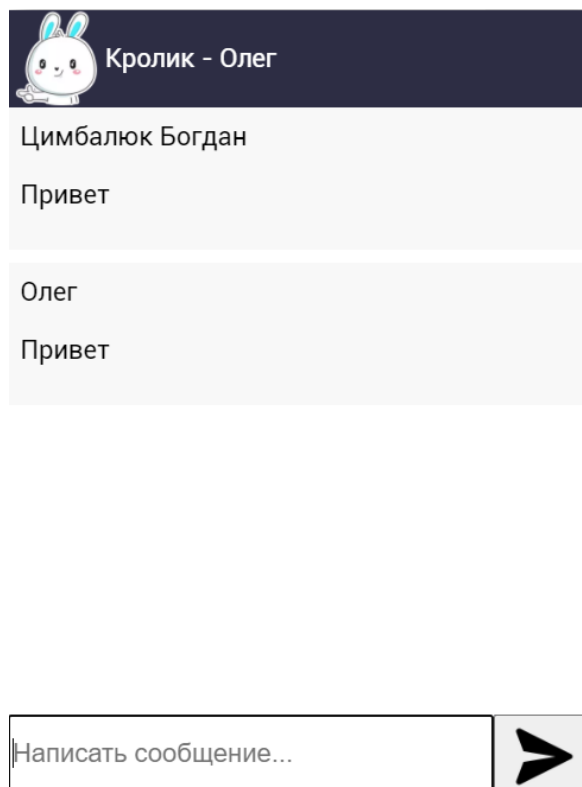 Кролик - Олег
Цимбалюк Богдан
Привет
Олег
Привет
Написать сообщение...